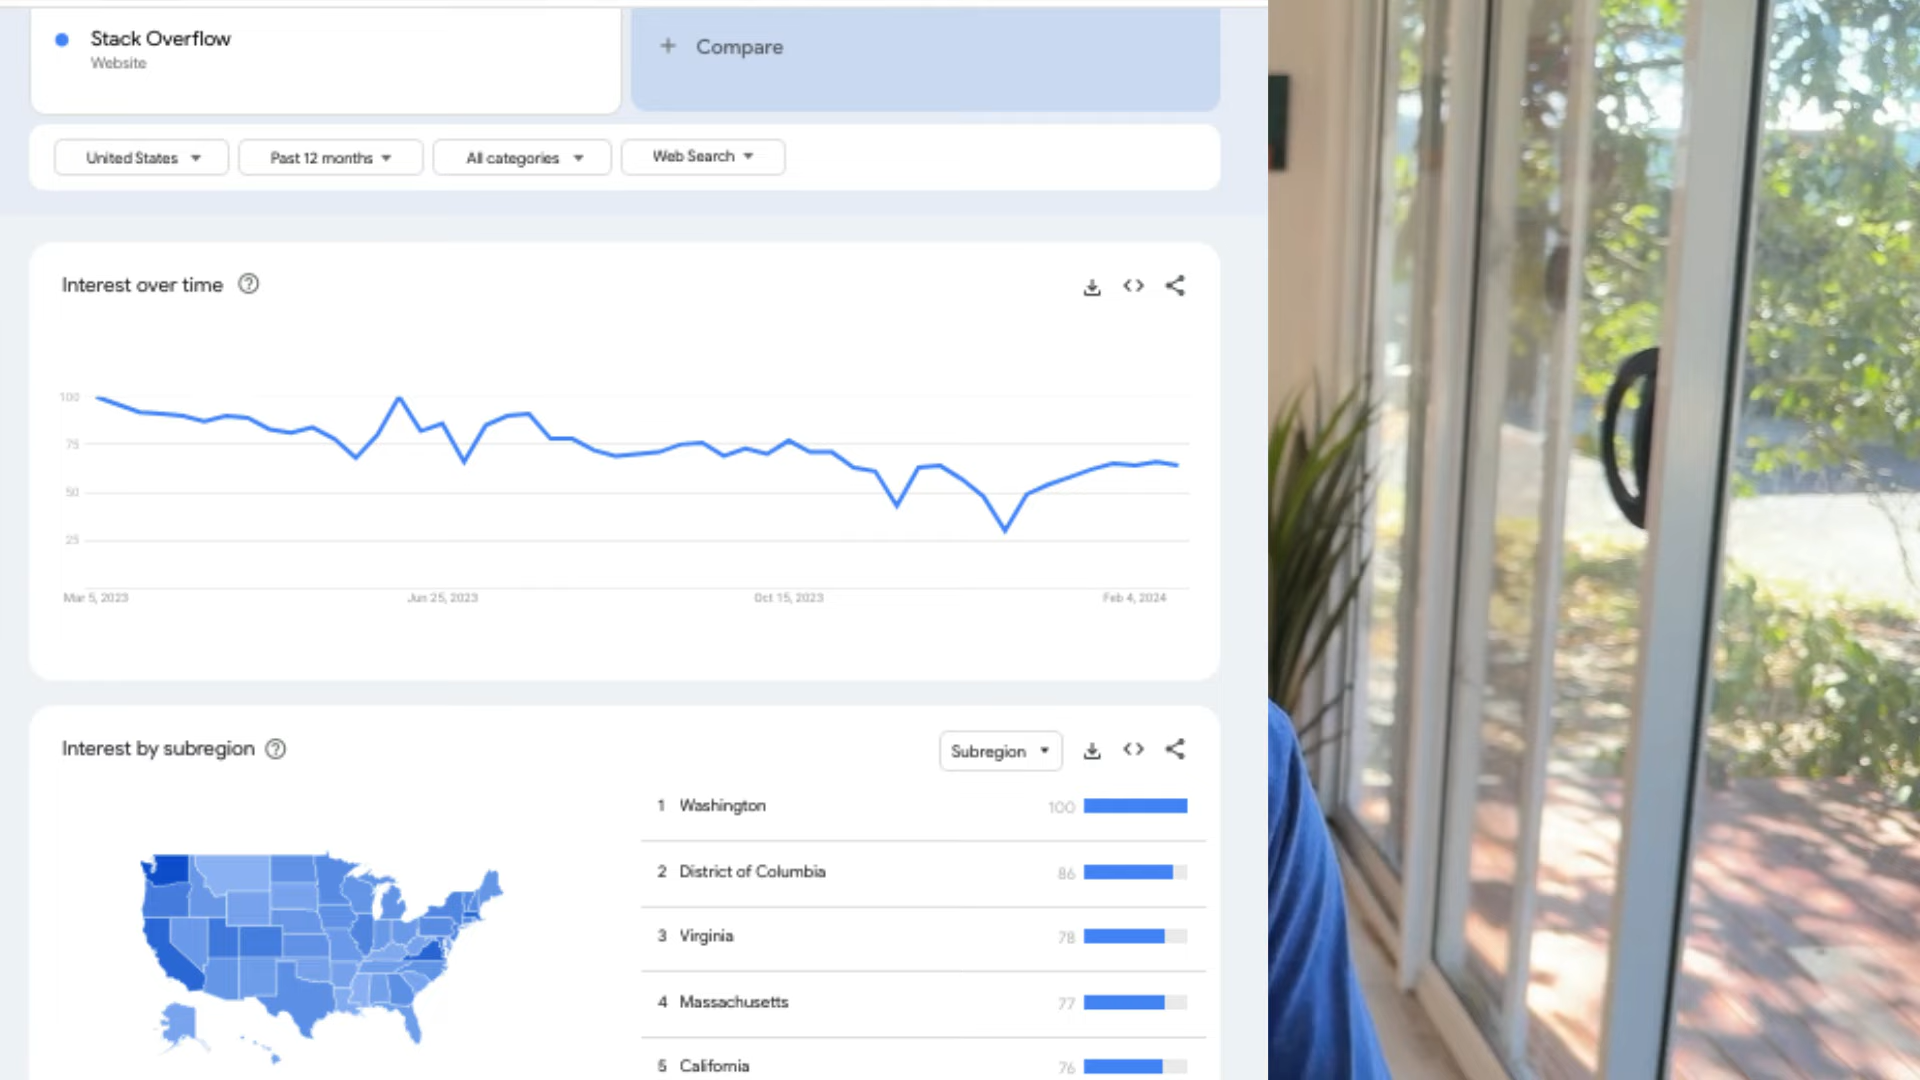 Stack Overflow
Website
+ Compare
United States
Past 12 months
All categories
Web Search
Interest over time
100
75
50
25
Mar 5, 2023
Jun 25, 2023
Oct 15, 2023
Feb 4, 2024
Interest by subregion
Subregion
1 Washington 100
2 District of Columbia 86
3 Virginia 78
4 Massachusetts 77
5 California 76